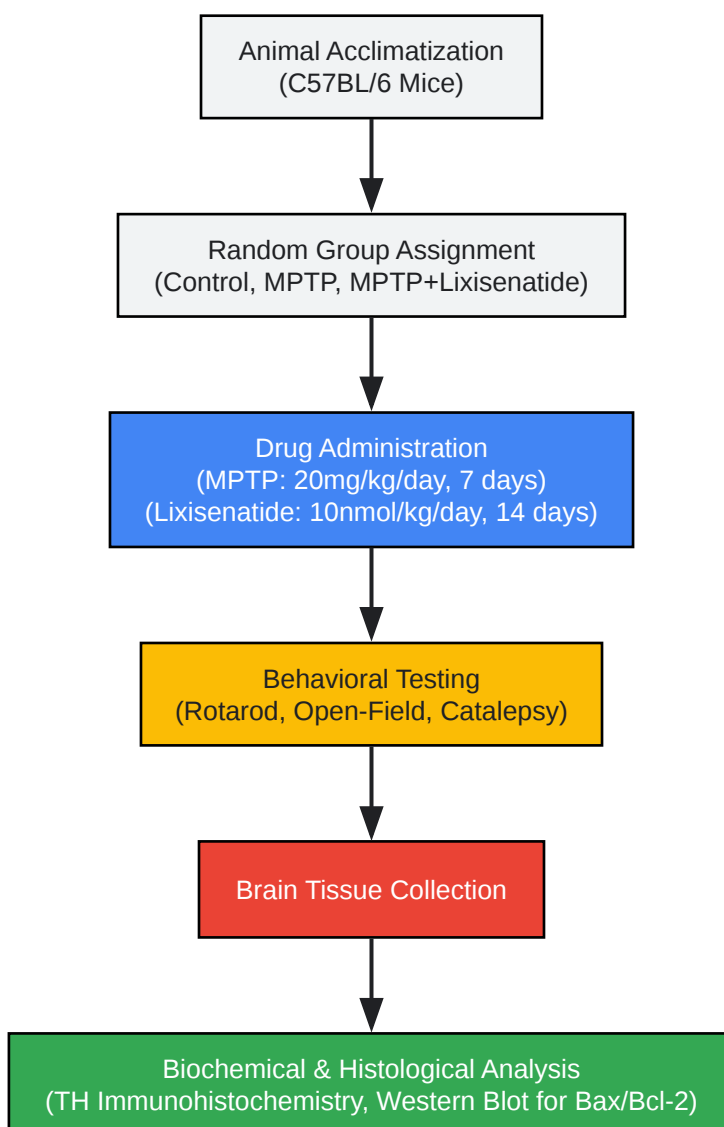 Animal Acclimatization
(C57BL/6 Mice)
Random Group Assignment
(Control, MPTP, MPTP+Lixisenatide)
Drug Administration
(MPTP: 20mg/kg/day, 7 days)
(Lixisenatide: 10nmol/kg/day, 14 days)
Behavioral Testing
(Rotarod, Open-Field, Catalepsy)
Brain Tissue Collection
Biochemical & Histological Analysis
(TH Immunohistochemistry, Western Blot for Bax/Bcl-2)